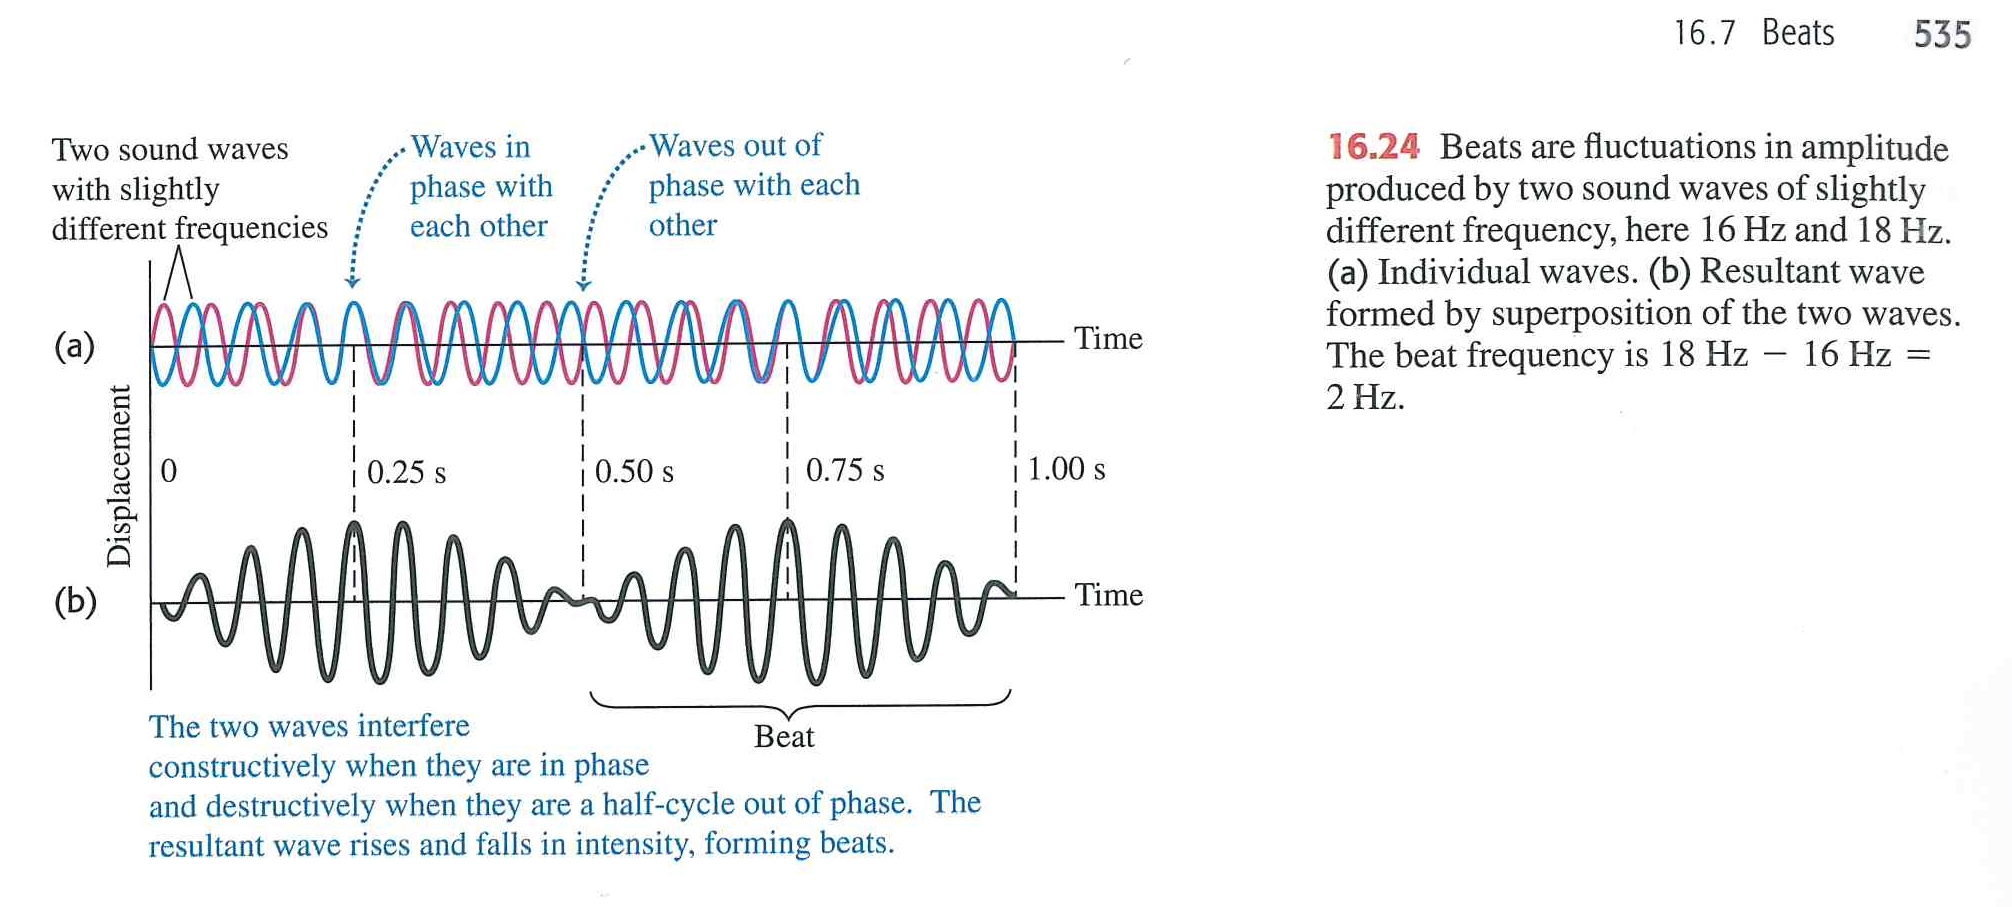 16.7 Beats 535
Two sound waves
with slightly
different frequencies
Waves in
phase with
each other
Waves out of
phase with each
other
(a)
Time
Displacement
0
0.25 s
0.50 s
0.75 s
1.00 s
(b)
Time
Beat
The two waves interfere
constructively when they are in phase
and destructively when they are a half-cycle out of phase. The
resultant wave rises and falls in intensity, forming beats.
16.24 Beats are fluctuations in amplitude
produced by two sound waves of slightly
different frequency, here 16 Hz and 18 Hz.
(a) Individual waves. (b) Resultant wave
formed by superposition of the two waves.
The beat frequency is 18 Hz − 16 Hz =
2 Hz.